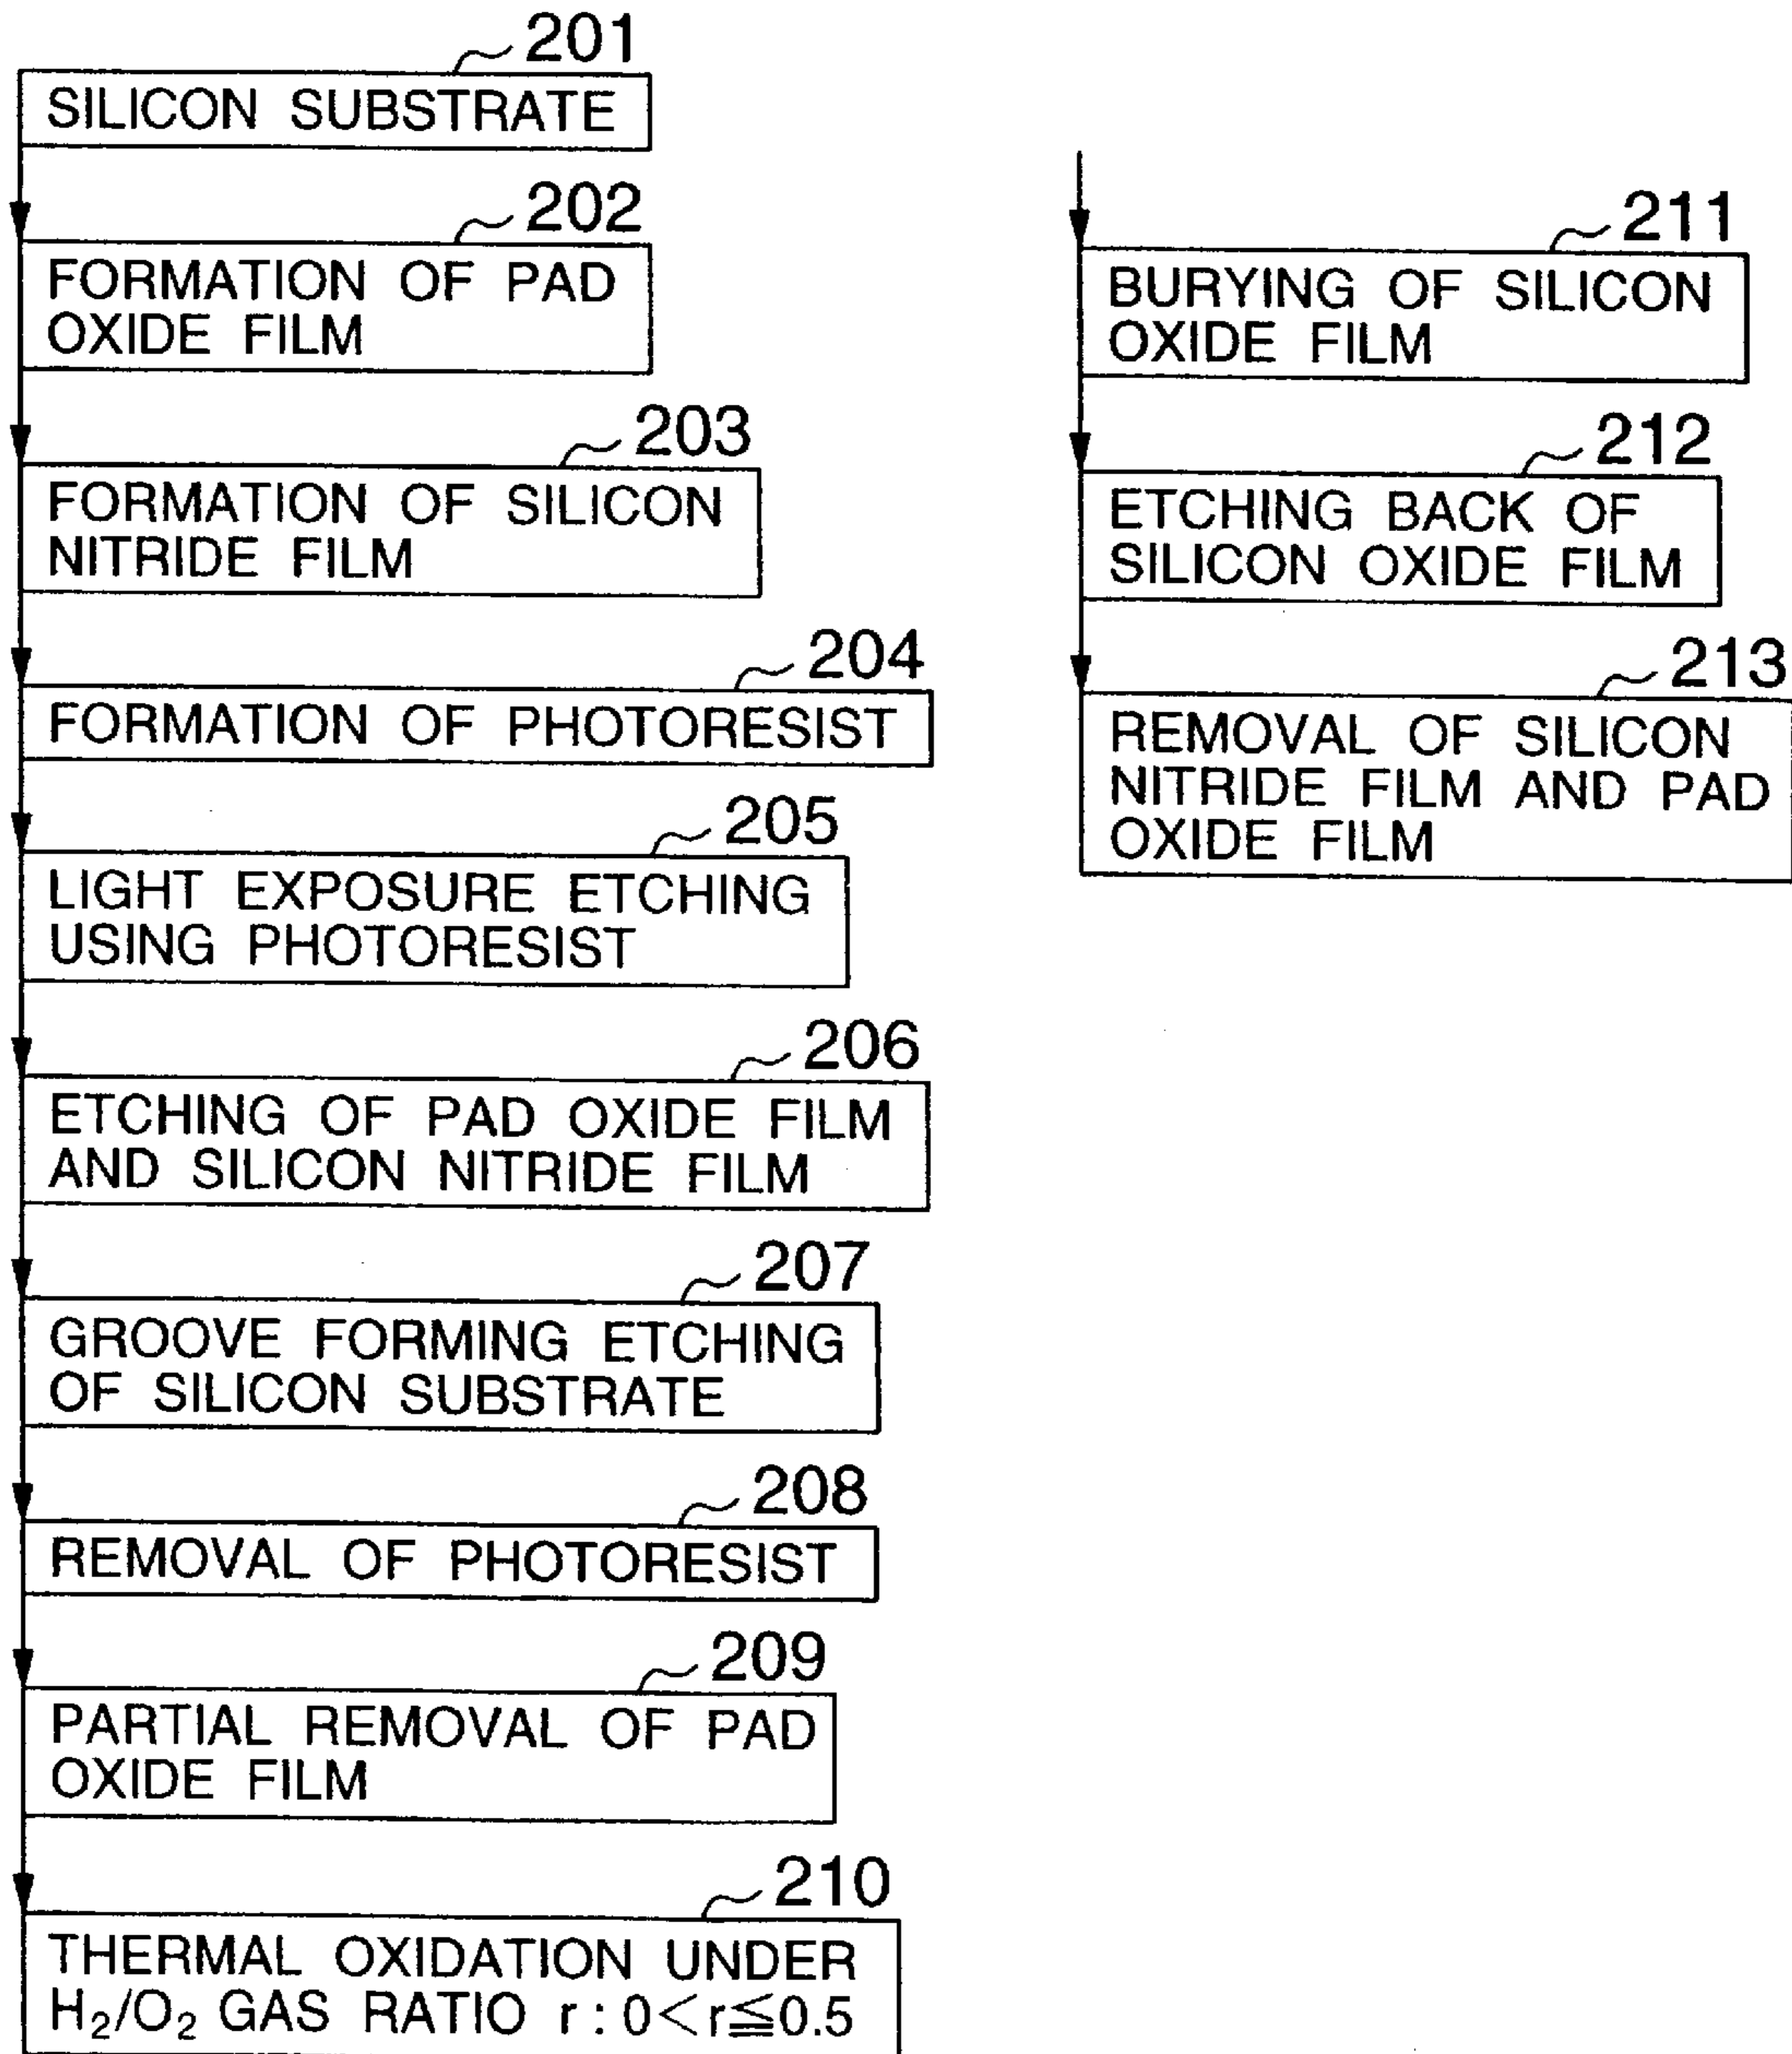 201
SILICON SUBSTRATE
202
FORMATION OF PAD
OXIDE FILM
203
FORMATION OF SILICON
NITRIDE FILM
204
FORMATION OF PHOTORESIST
205
LIGHT EXPOSURE ETCHING
USING PHOTORESIST
206
ETCHING OF PAD OXIDE FILM
AND SILICON NITRIDE FILM
207
GROOVE FORMING ETCHING
OF SILICON SUBSTRATE
208
REMOVAL OF PHOTORESIST
209
PARTIAL REMOVAL OF PAD
OXIDE FILM
210
THERMAL OXIDATION UNDER
H₂/O₂ GAS RATIO r : 0<r≦0.5
211
BURYING OF SILICON
OXIDE FILM
212
ETCHING BACK OF
SILICON OXIDE FILM
213
REMOVAL OF SILICON
NITRIDE FILM AND PAD
OXIDE FILM